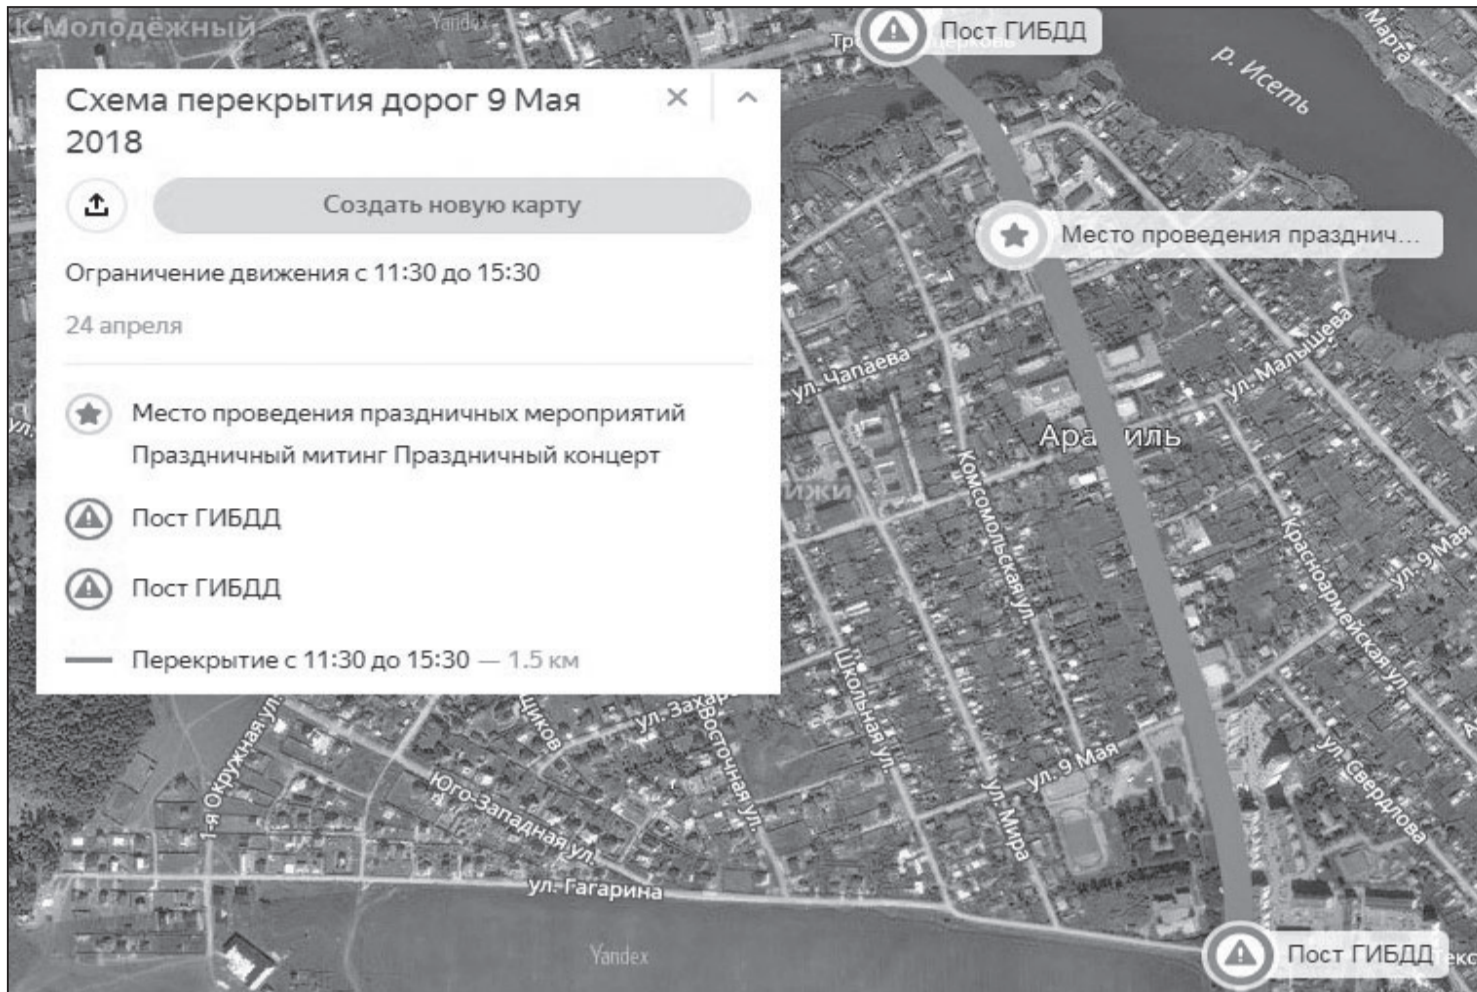 К Молодёжный
Yandex
Пост ГИБДД
р. Исеть
Марта
Схема перекрытия дорог 9 Мая
2018
Создать новую карту
Ограничение движения с 11:30 до 15:30
24 апреля
Место проведения праздничных мероприятий
Праздничный митинг Праздничный концерт
Пост ГИБДД
Пост ГИБДД
Перекрытие с 11:30 до 15:30 — 1.5 км
Место проведения празднич...
ул. Чапаева
ул. Малышева
Комсомольская ул.
Красноармейская ул.
ул. 9 Мая
Школьная ул.
Восточная ул.
1-я Окружная ул.
Юго-Западная ул.
ул. 9 Мая
ул. Мира
ул. Свердлова
ул. Гагарина
Yandex
Пост ГИБДД